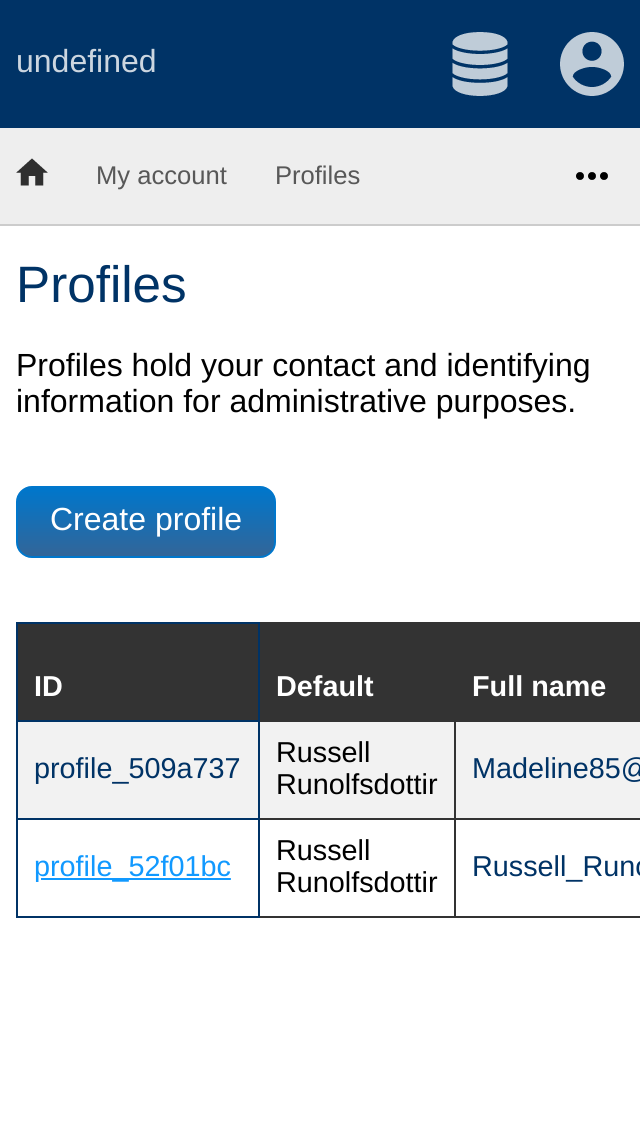 undefined
My account Profiles
Profiles
Profiles hold your contact and identifying
information for administrative purposes.
Create profile
ID Default Full name
profile_509a737 Russell Runolfsdottir Madeline85@
profile_52f01bc Russell Runolfsdottir Russell_Runo